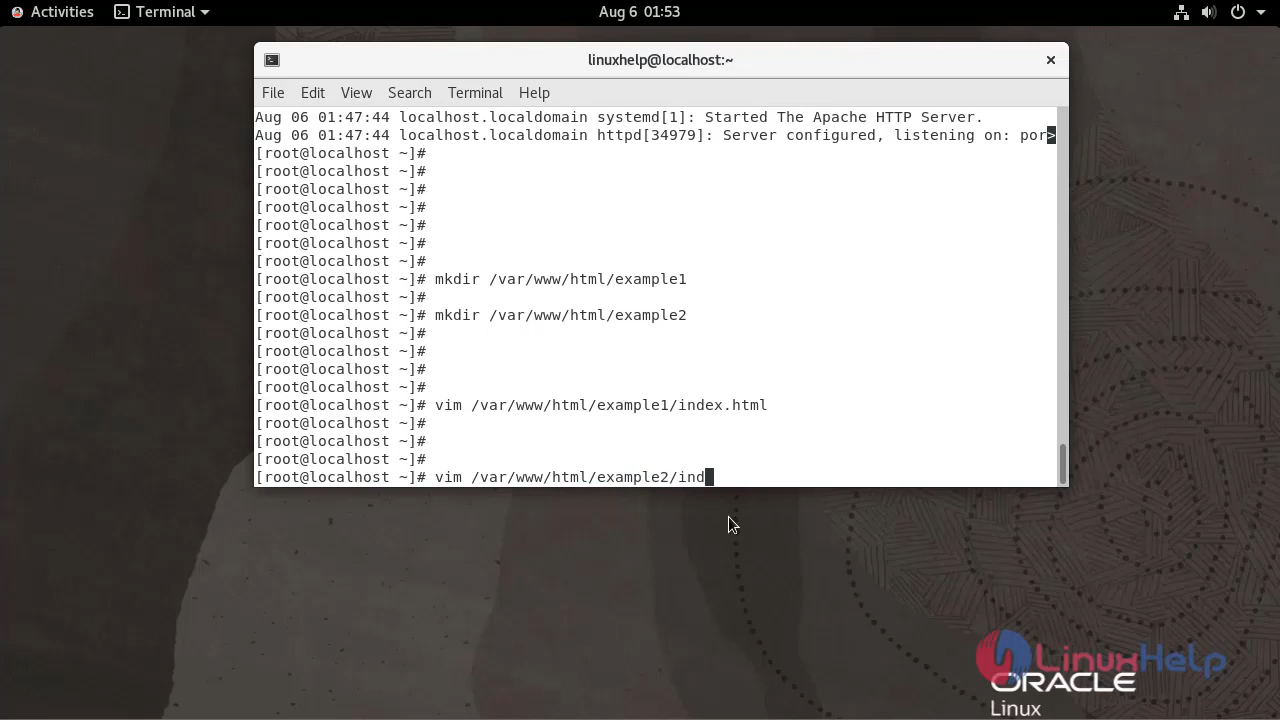 Activities
Terminal
Aug 6 01:53
linuxhelp@localhost:~
File Edit View Search Terminal Help
Aug 06 01:47:44 localhost.localdomain systemd[1]: Started The Apache HTTP Server.
Aug 06 01:47:44 localhost.localdomain httpd[34979]: Server configured, listening on: por>
[root@localhost ~]#
[root@localhost ~]#
[root@localhost ~]#
[root@localhost ~]#
[root@localhost ~]#
[root@localhost ~]#
[root@localhost ~]#
[root@localhost ~]# mkdir /var/www/html/example1
[root@localhost ~]#
[root@localhost ~]# mkdir /var/www/html/example2
[root@localhost ~]#
[root@localhost ~]#
[root@localhost ~]#
[root@localhost ~]#
[root@localhost ~]# vim /var/www/html/example1/index.html
[root@localhost ~]#
[root@localhost ~]#
[root@localhost ~]#
[root@localhost ~]# vim /var/www/html/example2/ind
LinuxHelp
ORACLE
Linux